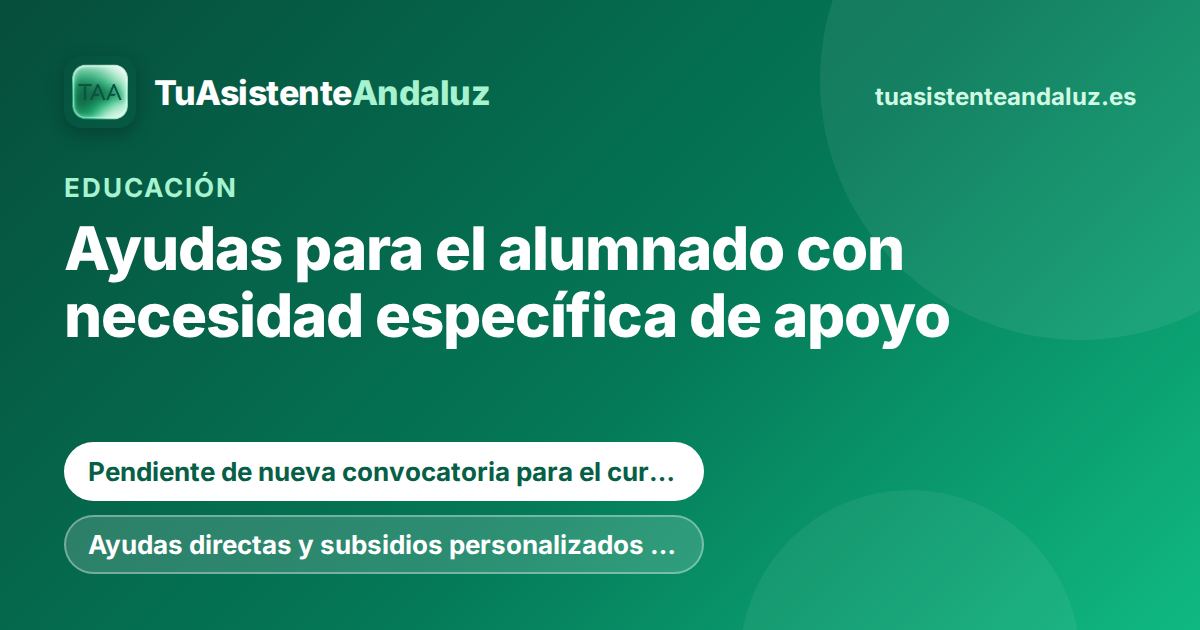 TAA
TuAsistenteAndaluz
tuasistenteandaluz.es
EDUCACIÓN
Ayudas para el alumnado con
necesidad específica de apoyo
Pendiente de nueva convocatoria para el cur...
Ayudas directas y subsidios personalizados ...